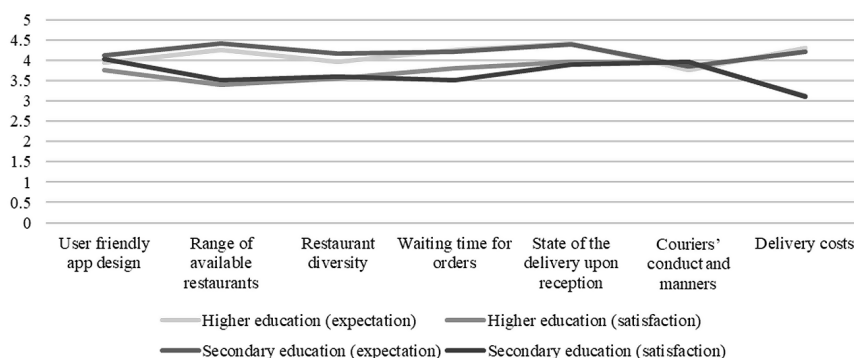 5
4.5
4
3.5
3
2.5
2
1.5
1
0.5
0
User friendly
app design
Range of
available
restaurants
Restaurant
diversity
Waiting time for
orders
State of the
delivery upon
reception
Couriers’
conduct and
manners
Delivery costs
Higher education (expectation)
Higher education (satisfaction)
Secondary education (expectation)
Secondary education (satisfaction)